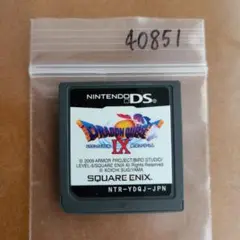 40851
NINTENDO DS
DRAGON QUEST
IX
© 2009 ARMOR PROJECT/BIRD STUDIO/
LEVEL-5/SQUARE ENIX All Rights Reserved.
© KOICHI SUGIYAMA
SQUARE ENIX
NTR-YDQJ-JPN